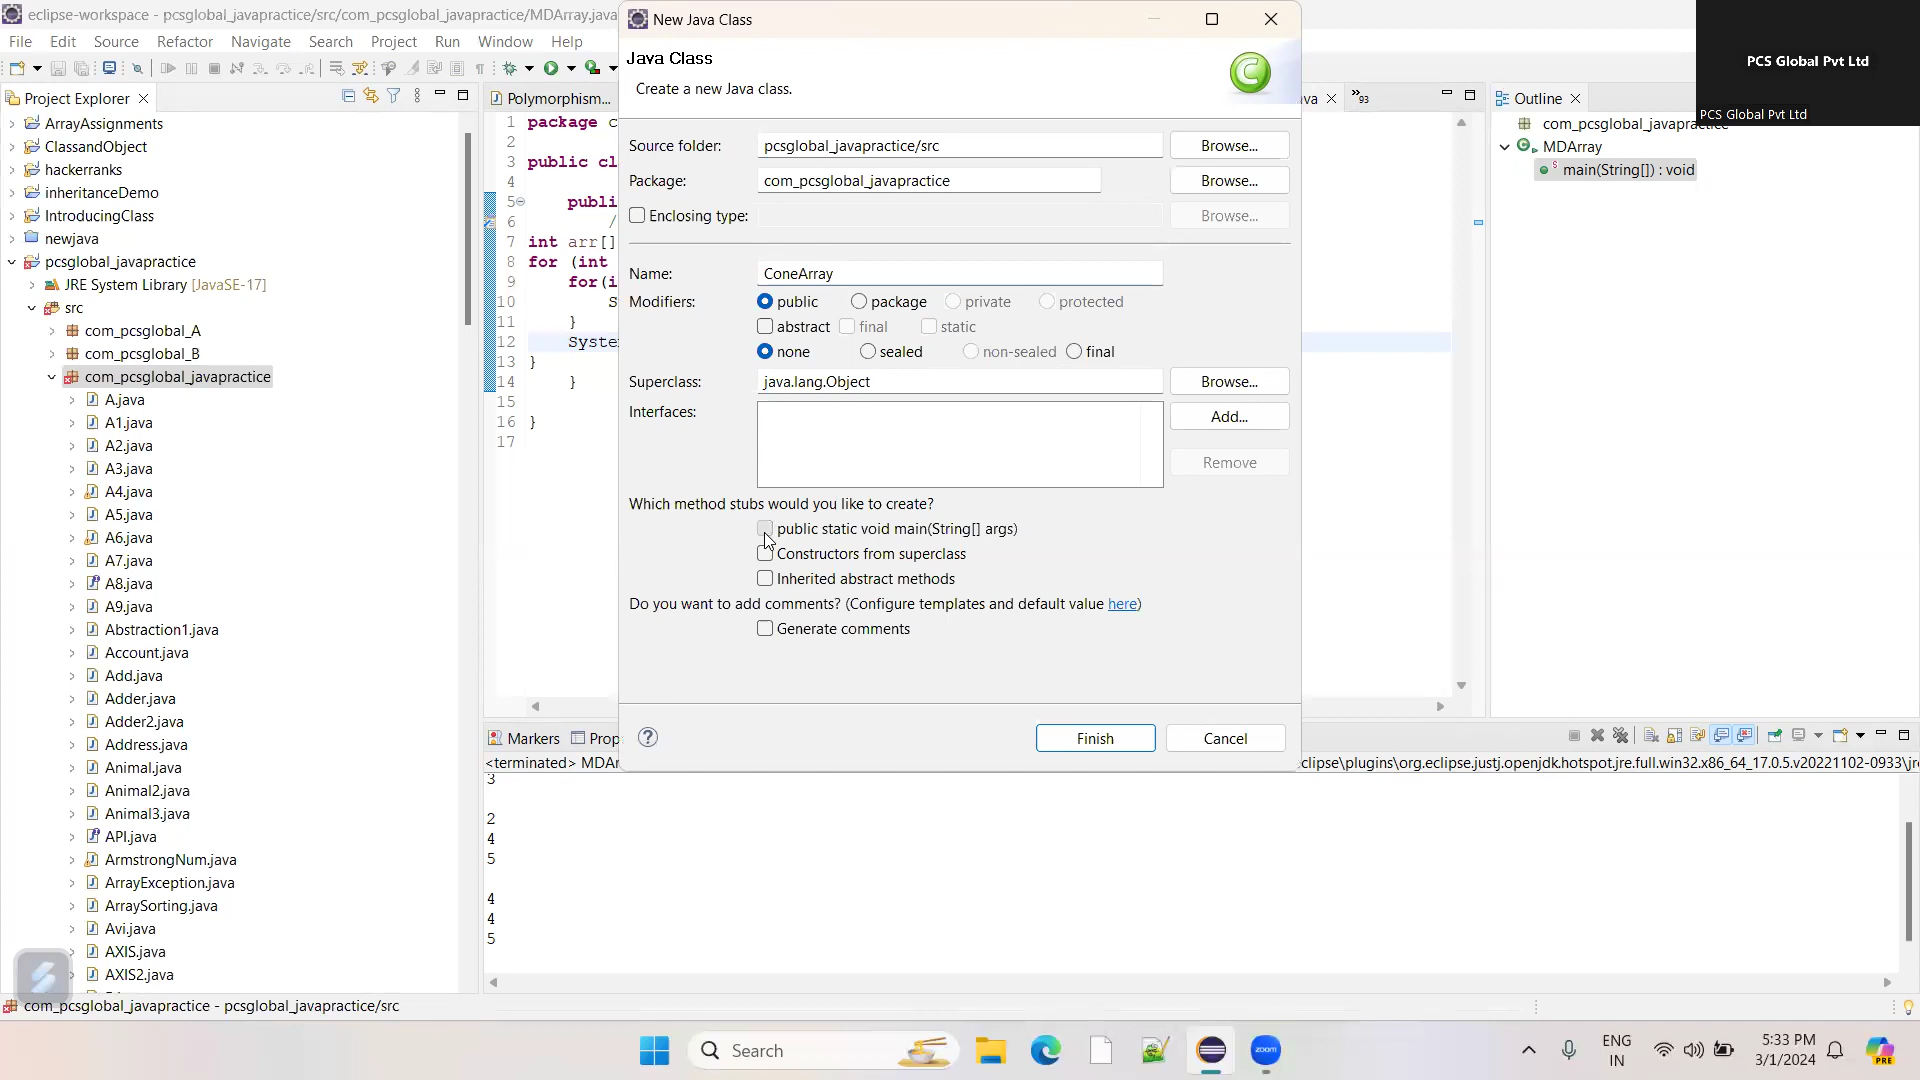 eclipse-workspace - pcsglobal_javapractice/src/com_pcsglobal_javapractice/MDArray.java
File Edit Source Refactor Navigate Search Project Run Window Help
Project Explorer
ArrayAssignments
ClassandObject
hackerranks
inheritanceDemo
IntroducingClass
newjava
pcsglobal_javapractice
JRE System Library [JavaSE-17]
src
com_pcsglobal_A
com_pcsglobal_B
com_pcsglobal_javapractice
A.java
A1.java
A2.java
A3.java
A4.java
A5.java
A6.java
A7.java
A8.java
A9.java
Abstraction1.java
Account.java
Add.java
Adder.java
Adder2.java
Address.java
Animal.java
Animal2.java
Animal3.java
API.java
ArmstrongNum.java
ArrayException.java
ArraySorting.java
Avi.java
AXIS.java
AXIS2.java
com_pcsglobal_javapractice - pcsglobal_javapractice/src
Polymorphism...
va
93
1 package c
2
3 public cl
4
5 publi
6 /
7 int arr[]
8 for (int
9 for(i
10 S
11 }
12 Syste
13 }
14 }
15
16 }
17
New Java Class
Java Class
Create a new Java class.
Source folder: pcsglobal_javapractice/src Browse...
Package: com_pcsglobal_javapractice Browse...
Enclosing type: Browse...
Name: ConeArray
Modifiers: public package private protected
abstract final static
none sealed non-sealed final
Superclass: java.lang.Object Browse...
Interfaces: Add...
Remove
Which method stubs would you like to create?
public static void main(String[] args)
Constructors from superclass
Inherited abstract methods
Do you want to add comments? (Configure templates and default value here)
Generate comments
Finish Cancel
Outline
com_pcsglobal_javapractice
MDArray
main(String[]) : void
PCS Global Pvt Ltd
PCS Global Pvt Ltd
Markers Prop
<terminated> MDAr
clipse\plugins\org.eclipse.justj.openjdk.hotspot.jre.full.win32.x86_64_17.0.5.v20221102-0933\jr
3
2
4
5
4
4
5
Search
zoom
ENG
IN
5:33 PM
3/1/2024
PRE